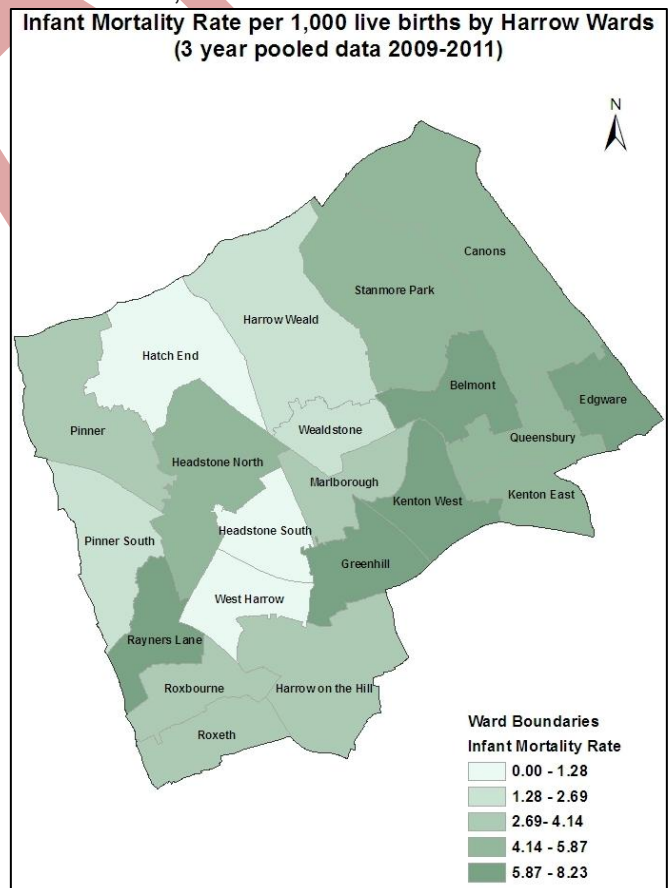 Infant Mortality Rate per 1,000 live births by Harrow Wards
(3 year pooled data 2009-2011)
N
Canons
Stanmore Park
Harrow Weald
Hatch End
Belmont
Edgware
Pinner
Wealdstone
Queensbury
Headstone North
Marlborough
Kenton West
Kenton East
Headstone South
Pinner South
Greenhill
West Harrow
Rayners Lane
Roxbourne
Harrow on the Hill
Roxeth
Ward Boundaries
Infant Mortality Rate
0.00 - 1.28
1.28 - 2.69
2.69- 4.14
4.14 - 5.87
5.87 - 8.23